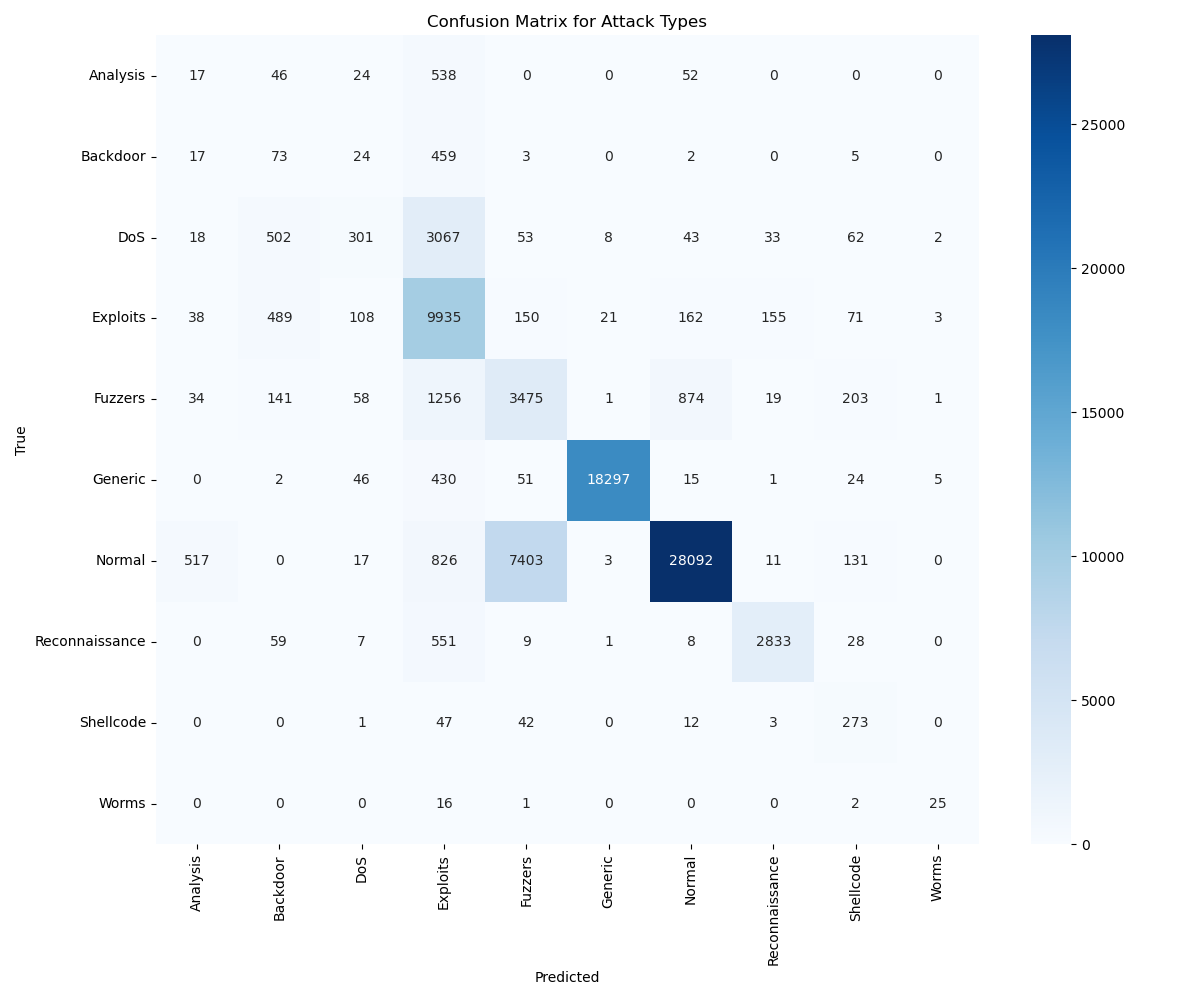 Confusion Matrix for Attack Types
Analysis 17 46 24 538 0 0 52 0 0 0
Backdoor 17 73 24 459 3 0 2 0 5 0
DoS 18 502 301 3067 53 8 43 33 62 2
Exploits 38 489 108 9935 150 21 162 155 71 3
Fuzzers 34 141 58 1256 3475 1 874 19 203 1
Generic 0 2 46 430 51 18297 15 1 24 5
Normal 517 0 17 826 7403 3 28092 11 131 0
Reconnaissance 0 59 7 551 9 1 8 2833 28 0
Shellcode 0 0 1 47 42 0 12 3 273 0
Worms 0 0 0 16 1 0 0 0 2 25
True
Analysis Backdoor DoS Exploits Fuzzers Generic Normal Reconnaissance Shellcode Worms
Predicted
25000
20000
15000
10000
5000
0